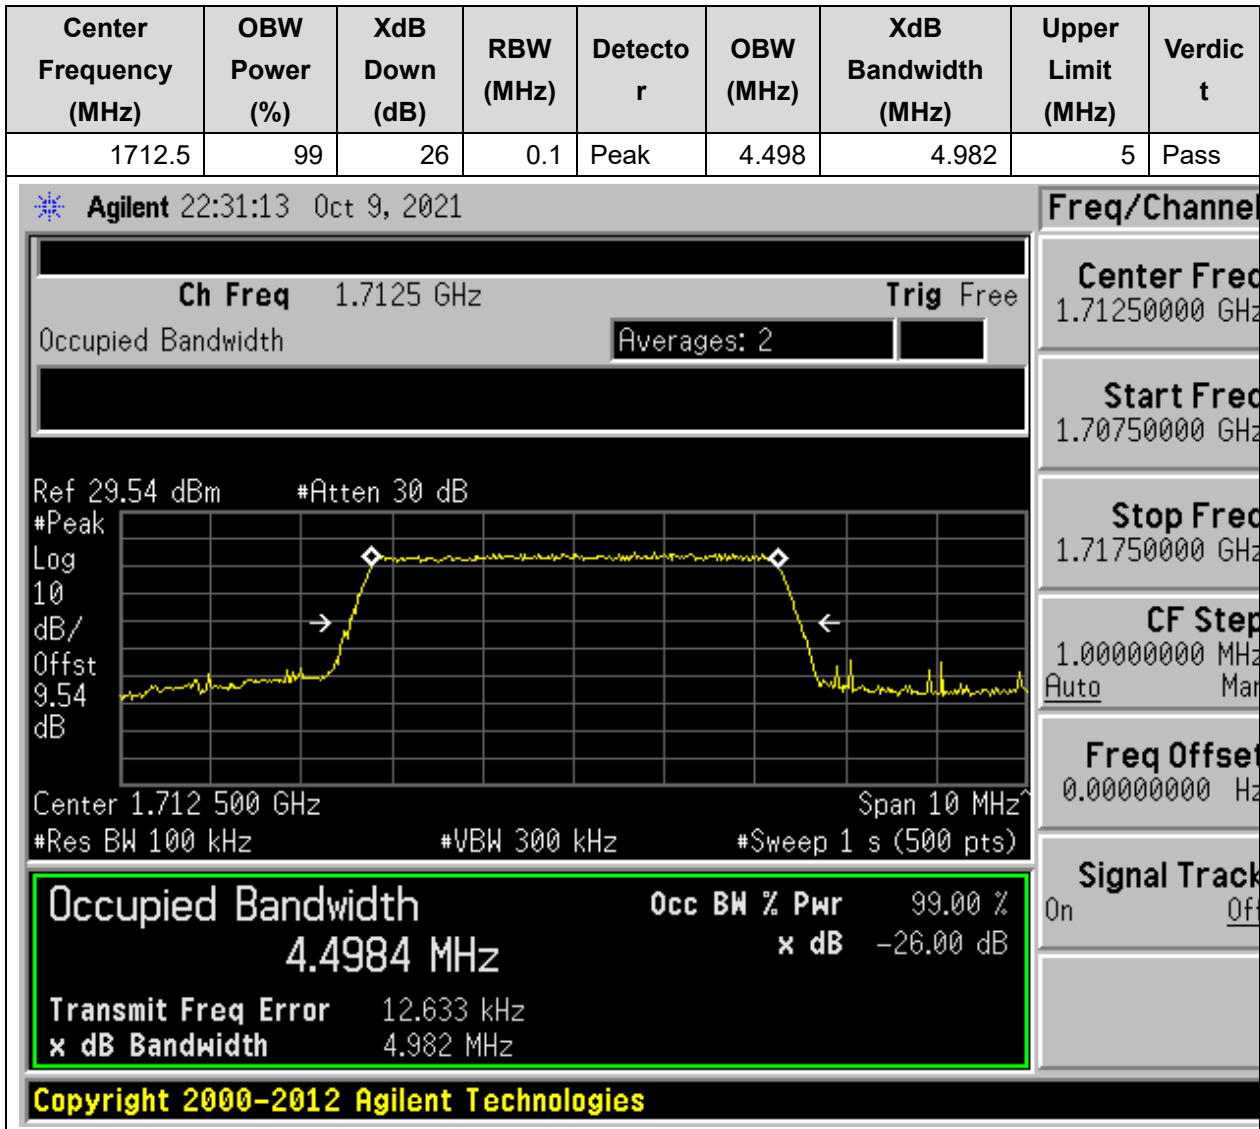 Center Frequency (MHz) OBW Power (%) XdB Down (dB) RBW (MHz) Detector OBW (MHz) XdB Bandwidth (MHz) Upper Limit (MHz) Verdict
1712.5 99 26 0.1 Peak 4.498 4.982 5 Pass
Agilent 22:31:13 Oct 9, 2021
Ch Freq 1.7125 GHz Trig Free
Occupied Bandwidth Averages: 2
Ref 29.54 dBm #Atten 30 dB
#Peak
Log
10
dB/
Offst
9.54
dB
Center 1.712 500 GHz Span 10 MHz^
#Res BW 100 kHz #VBW 300 kHz #Sweep 1 s (500 pts)
Occupied Bandwidth Occ BW % Pwr 99.00 %
4.4984 MHz x dB -26.00 dB
Transmit Freq Error 12.633 kHz
x dB Bandwidth 4.982 MHz
Copyright 2000-2012 Agilent Technologies
Freq/Channel
Center Freq
1.71250000 GHz
Start Freq
1.70750000 GHz
Stop Freq
1.71750000 GHz
CF Step
1.00000000 MHz
Auto Man
Freq Offset
0.00000000 Hz
Signal Track
On Off